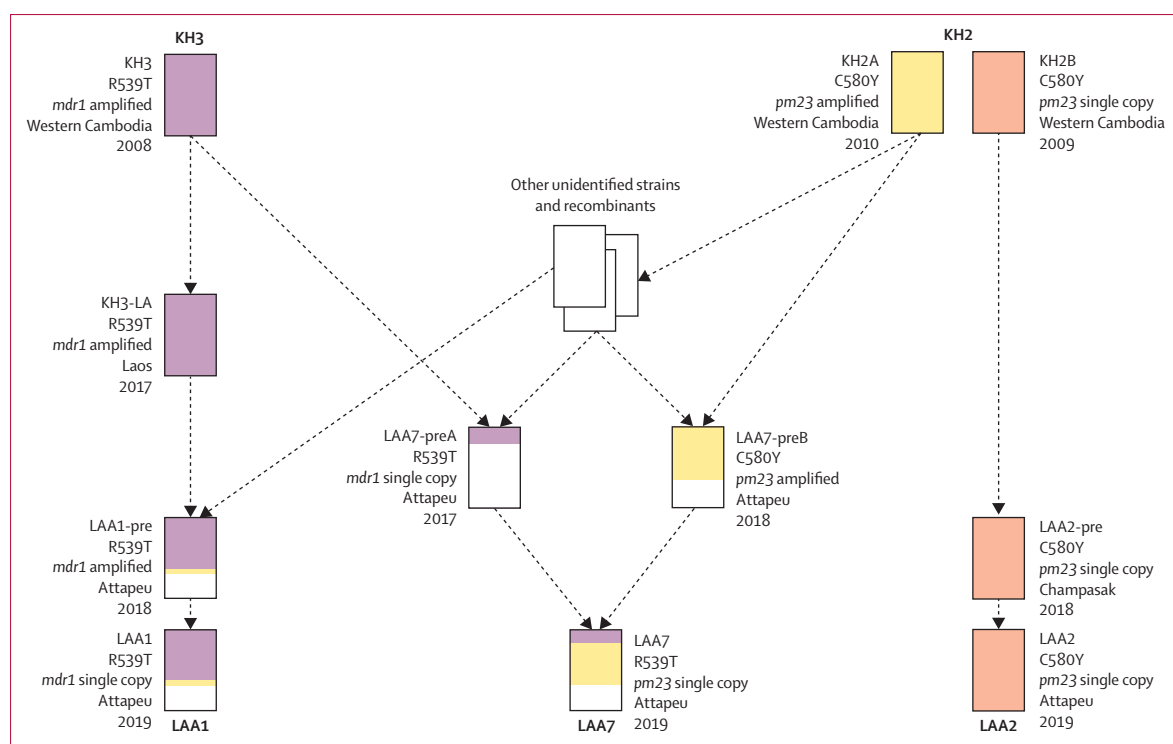 KH3
KH3
R539T
mdr1 amplified
Western Cambodia
2008
KH2
KH2A
C580Y
pm23 amplified
Western Cambodia
2010
KH2B
C580Y
pm23 single copy
Western Cambodia
2009
Other unidentified strains
and recombinants
KH3-LA
R539T
mdr1 amplified
Laos
2017
LAA7-preA
R539T
mdr1 single copy
Attapeu
2017
LAA7-preB
C580Y
pm23 amplified
Attapeu
2018
LAA1-pre
R539T
mdr1 amplified
Attapeu
2018
LAA2-pre
C580Y
pm23 single copy
Champasak
2018
LAA1
R539T
mdr1 single copy
Attapeu
2019
LAA1
LAA7
R539T
pm23 single copy
Attapeu
2019
LAA7
LAA2
C580Y
pm23 single copy
Attapeu
2019
LAA2